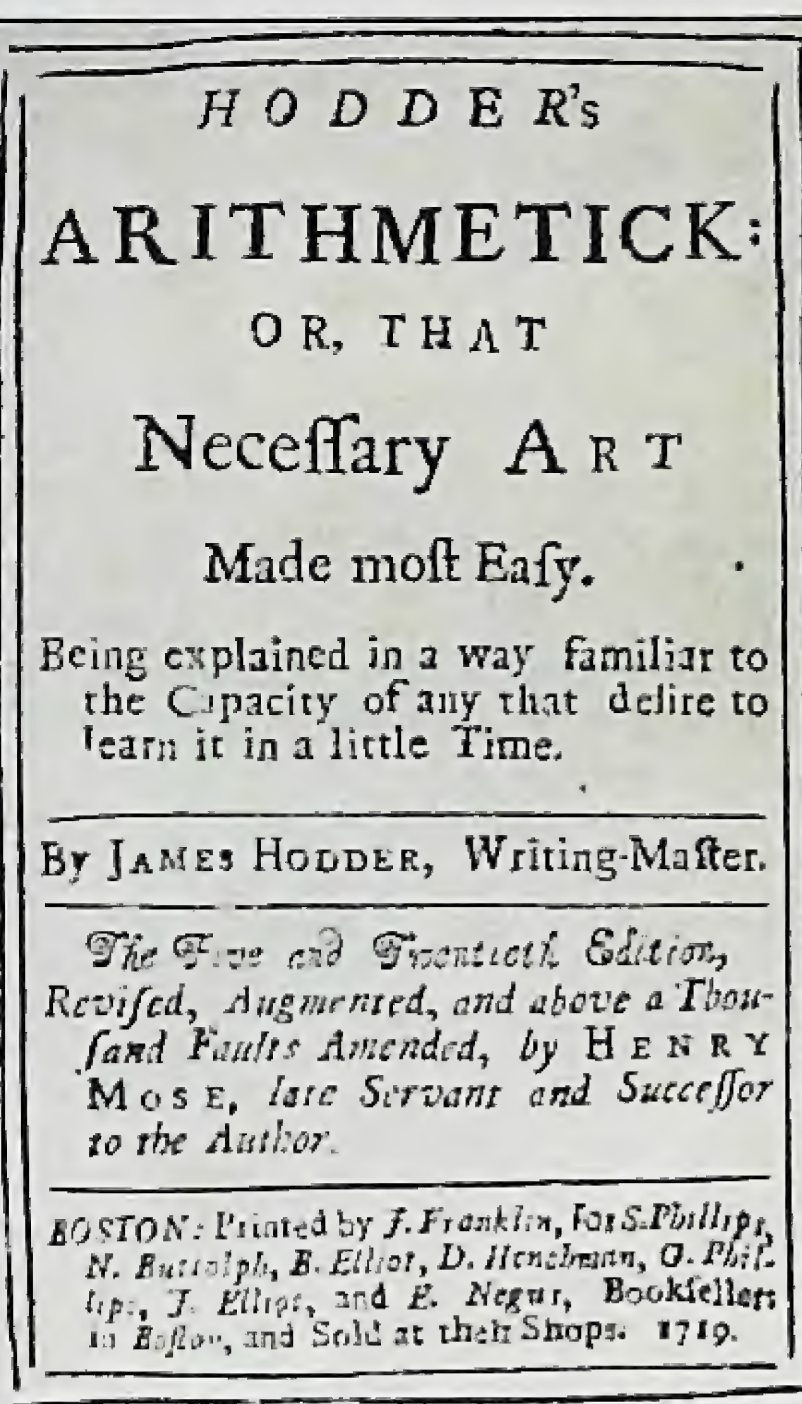 HODDER's
ARITHMETICK:
OR, THAT
Neceſſary ART
Made moſt Eaſy.
Being explained in a way familiar to
the Capacity of any that deſire to
learn it in a little Time.
By JAMES HODDER, Writing-Maſter.
The Five and Twentieth Edition,
Reviſed, Augmented, and above a Thou-
ſand Faults Amended, by HENRY
MOSE, late Servant and Succeſſor
to the Author.
BOSTON: Printed by J. Franklin, for S. Phillips,
N. Buttolph, B. Elliot, D. Henchman, G. Phil-
lips, J. Elliot, and E. Negus, Bookſellers
in Boſton, and Sold at their Shops. 1719.